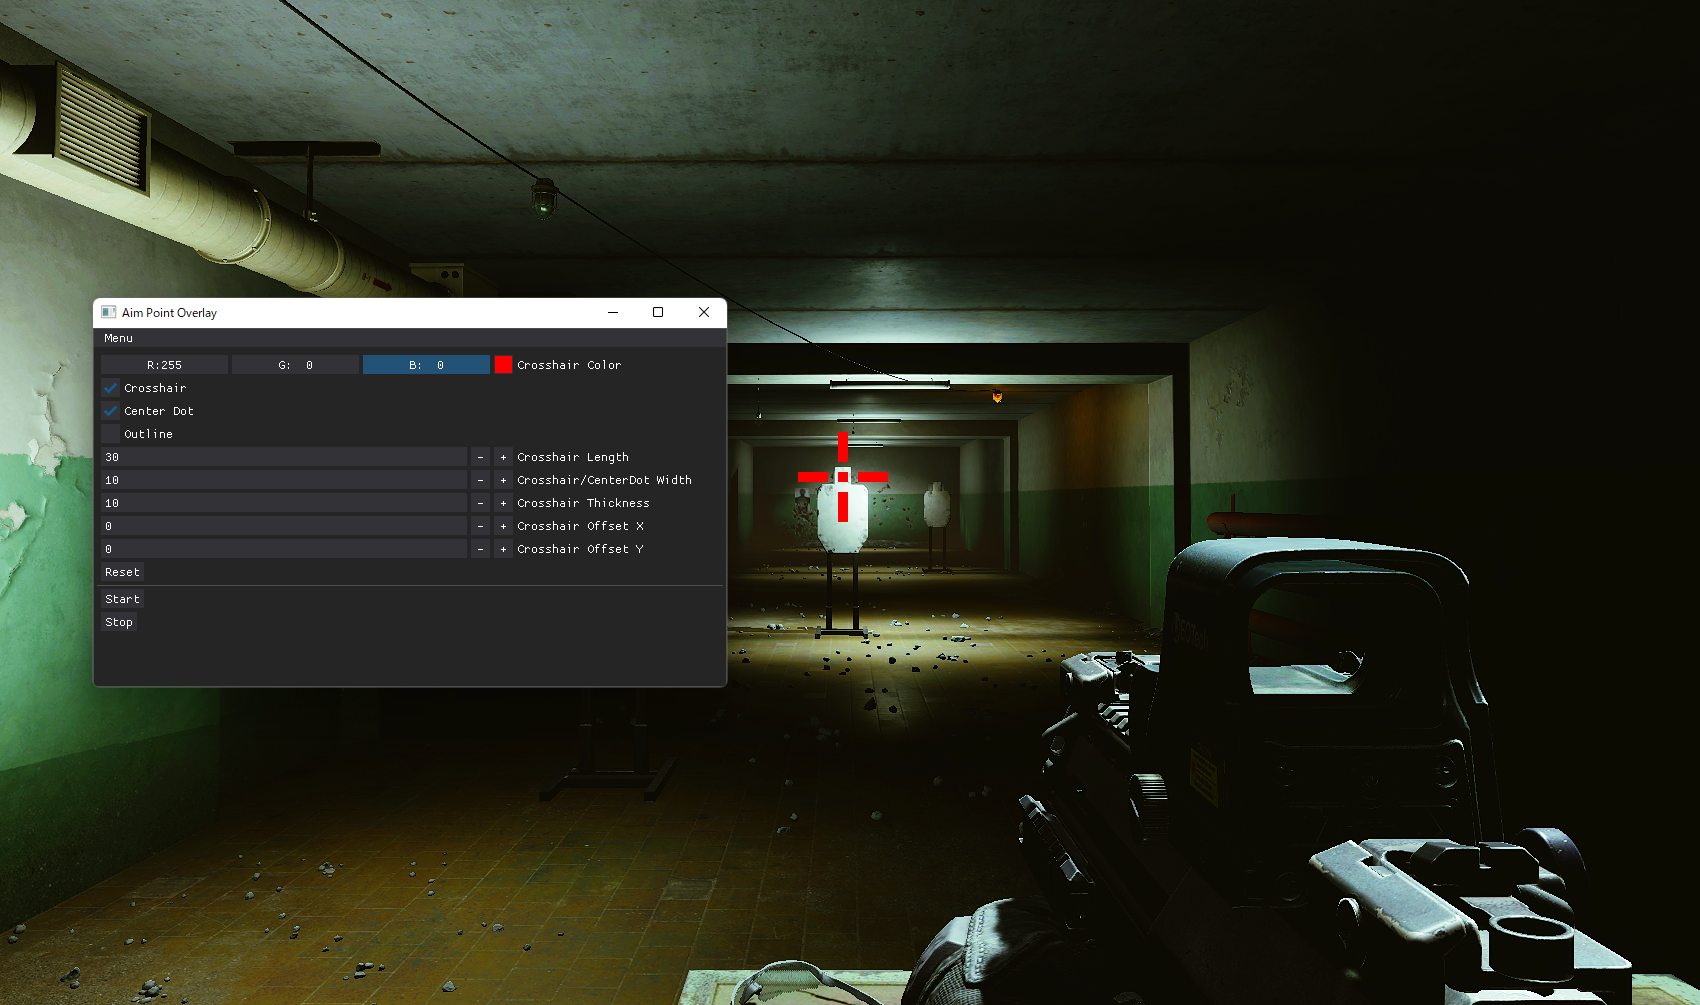 Aim Point Overlay
Menu
R:255 G: 0 B: 0 Crosshair Color
Crosshair
Center Dot
Outline
30 - + Crosshair Length
10 - + Crosshair/CenterDot Width
10 - + Crosshair Thickness
0 - + Crosshair Offset X
0 - + Crosshair Offset Y
Reset
Start
Stop